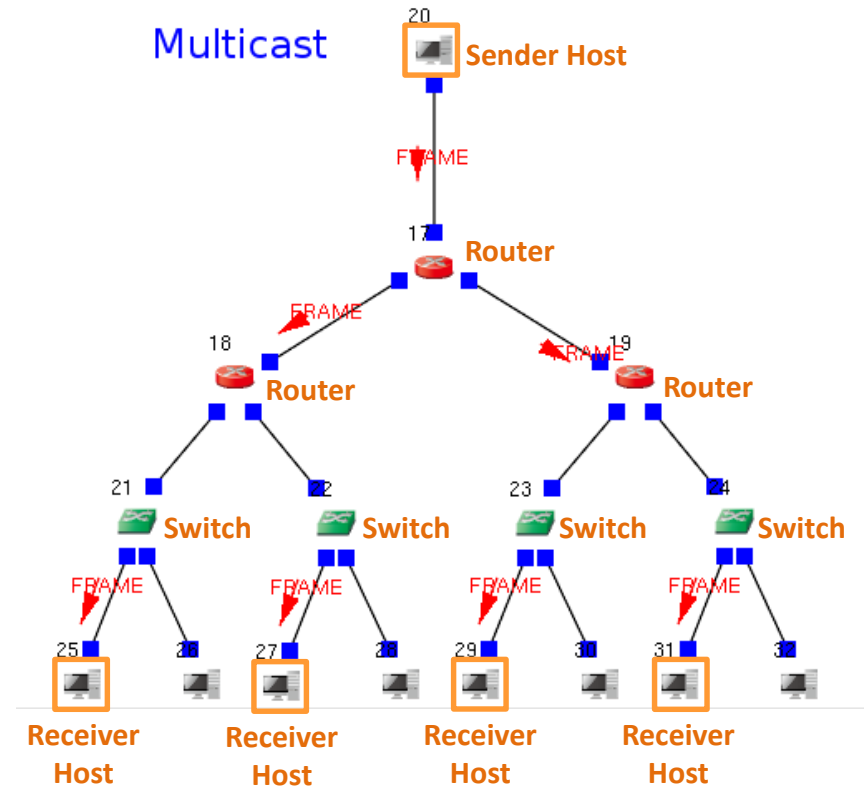 20
Multicast
Sender Host
FRAME
17
Router
FRAME
18
19
FRAME
Router
Router
21
22
23
24
Switch
Switch
Switch
Switch
FRAME
FRAME
FRAME
FRAME
25
26
27
28
29
30
31
32
Receiver
Host
Receiver
Host
Receiver
Host
Receiver
Host